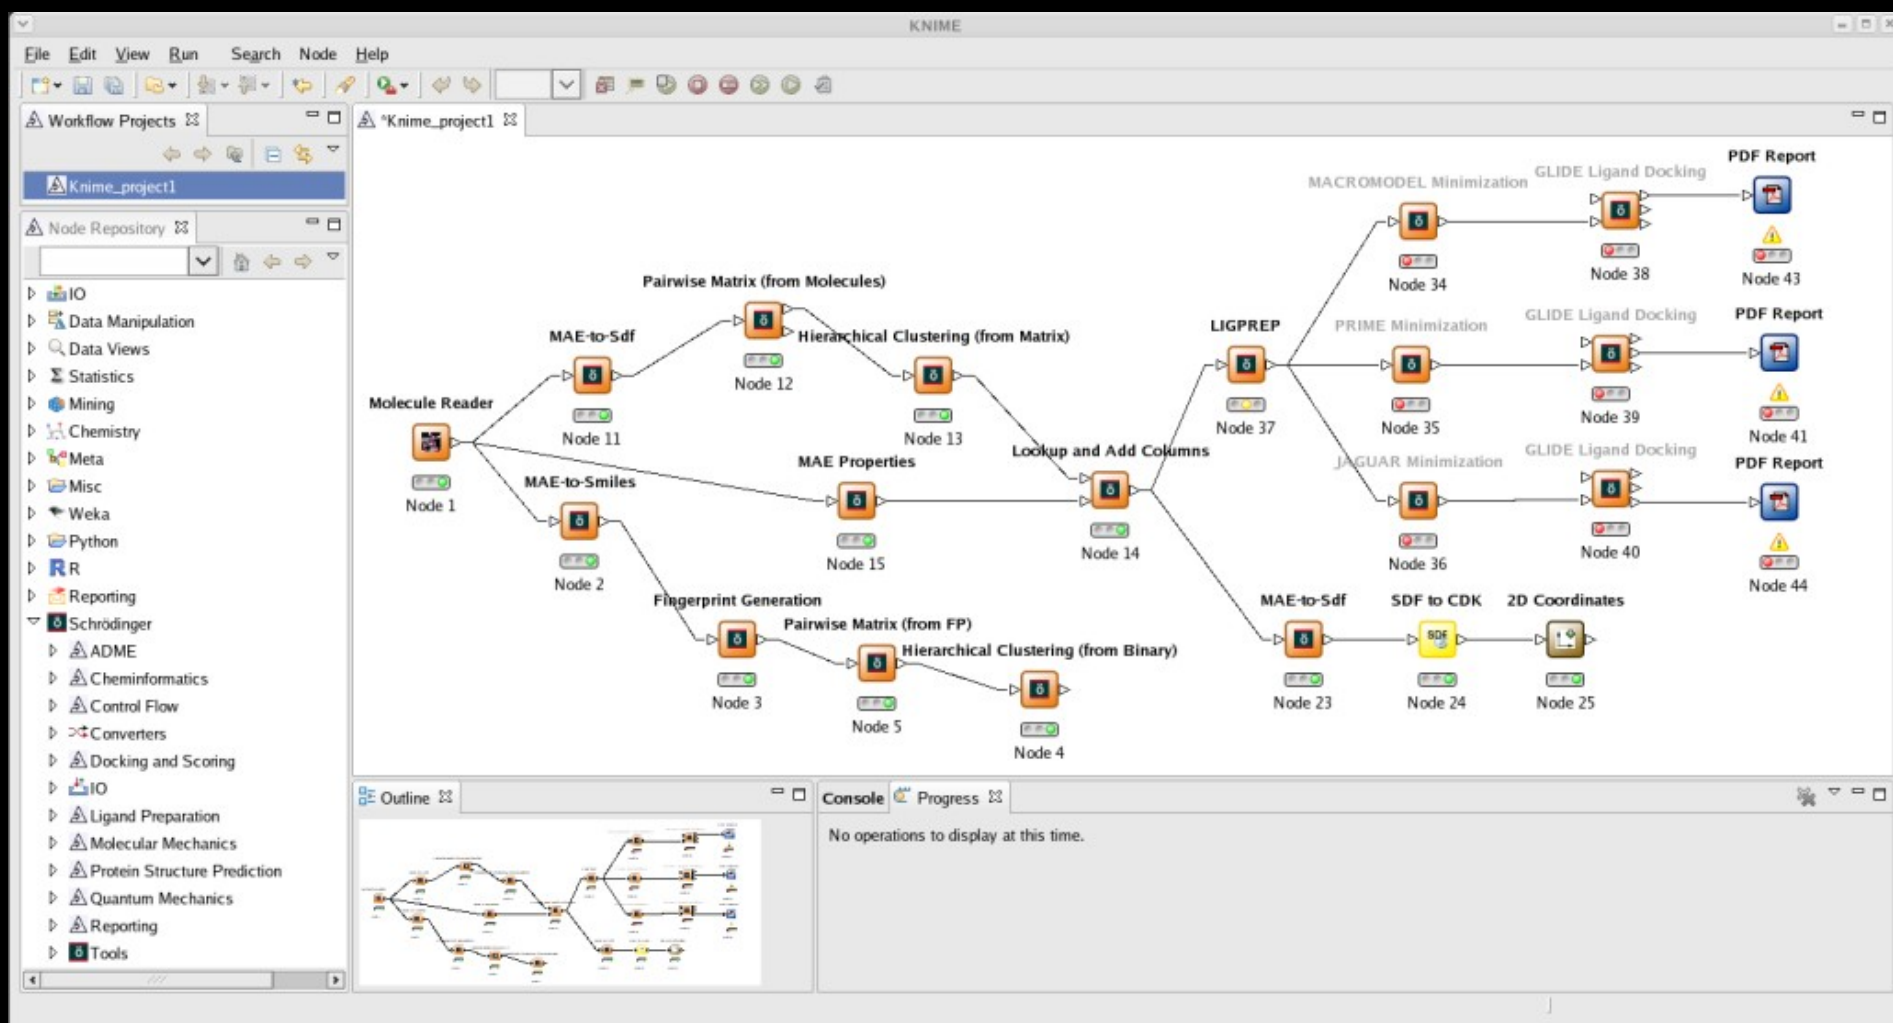 KNIME
File Edit View Run Search Node Help
Workflow Projects
Knime_project1
Node Repository
IO
Data Manipulation
Data Views
Σ Statistics
Mining
Chemistry
Meta
Misc
Weka
Python
R R
Reporting
Schrödinger
ADME
Cheminformatics
Control Flow
Converters
Docking and Scoring
IO
Ligand Preparation
Molecular Mechanics
Protein Structure Prediction
Quantum Mechanics
Reporting
Tools
*Knime_project1
Molecule Reader
Node 1
MAE-to-Sdf
Node 11
Pairwise Matrix (from Molecules)
Node 12
Hierarchical Clustering (from Matrix)
Node 13
MAE-to-Smiles
Node 2
MAE Properties
Node 15
Lookup and Add Columns
Node 14
Fingerprint Generation
Node 3
Pairwise Matrix (from FP)
Node 5
Hierarchical Clustering (from Binary)
Node 4
LIGPREP
Node 37
MACROMODEL Minimization
Node 34
GLIDE Ligand Docking
Node 38
PDF Report
Node 43
PRIME Minimization
Node 35
GLIDE Ligand Docking
Node 39
PDF Report
Node 41
JAGUAR Minimization
Node 36
GLIDE Ligand Docking
Node 40
PDF Report
Node 44
MAE-to-Sdf
Node 23
SDF to CDK
SDF
Node 24
2D Coordinates
Node 25
Outline
Console Progress
No operations to display at this time.